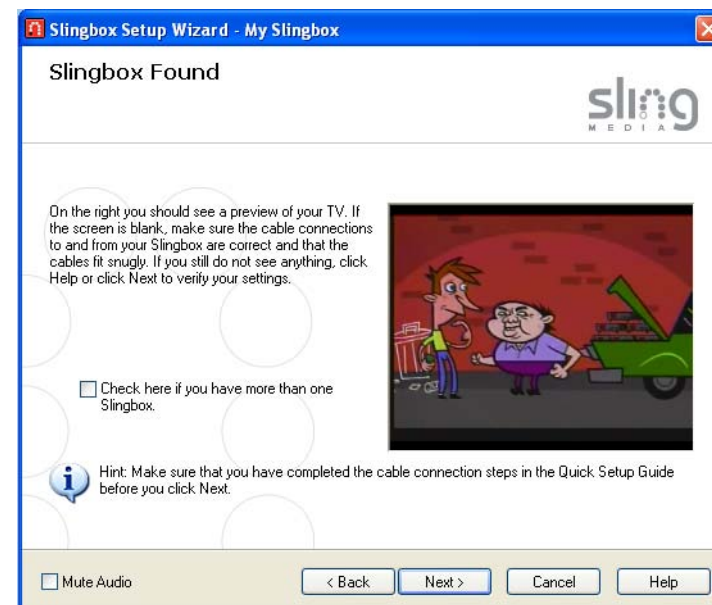 Slingbox Setup Wizard - My Slingbox
Slingbox Found
sling
MEDIA
On the right you should see a preview of your TV. If
the screen is blank, make sure the cable connections
to and from your Slingbox are correct and that the
cables fit snugly. If you still do not see anything, click
Help or click Next to verify your settings.
Check here if you have more than one
Slingbox.
Hint: Make sure that you have completed the cable connection steps in the Quick Setup Guide
before you click Next.
Mute Audio
< Back
Next >
Cancel
Help